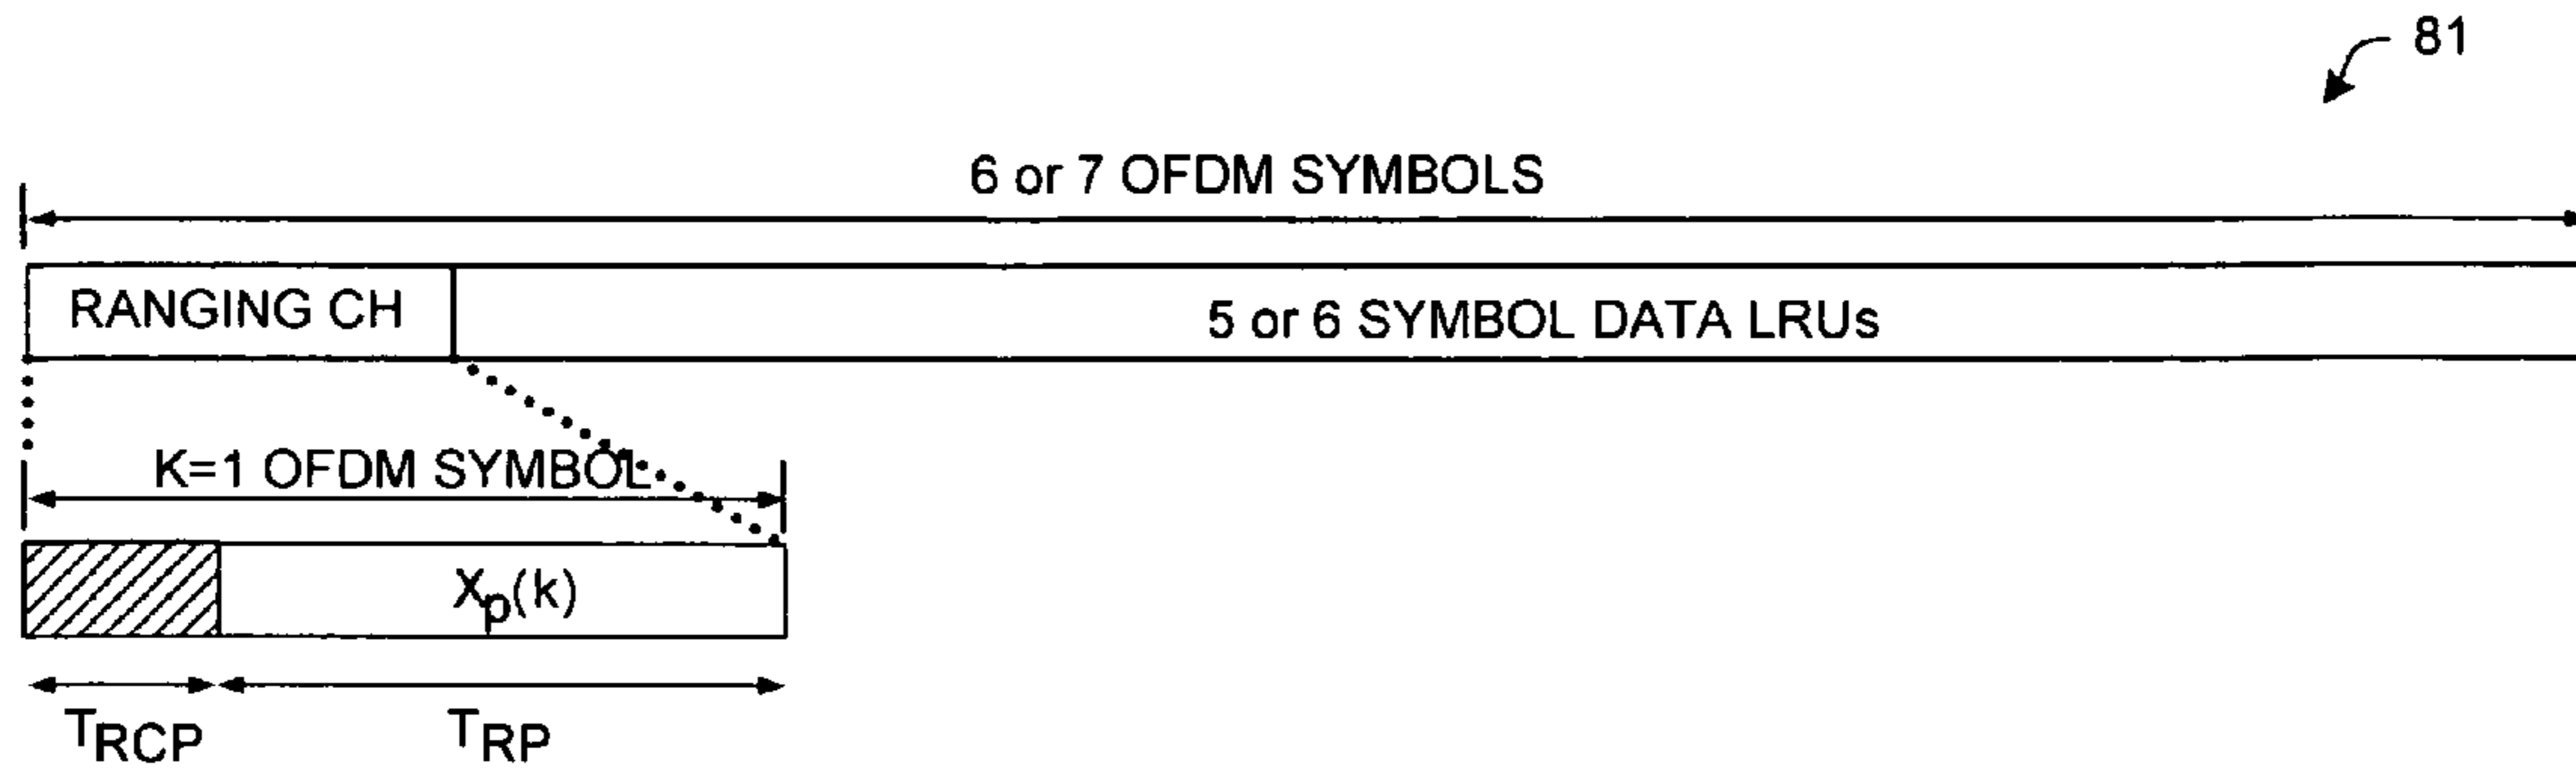 81
6 or 7 OFDM SYMBOLS
RANGING CH
5 or 6 SYMBOL DATA LRUs
K=1 OFDM SYMBOL
Xp(k)
TRCP
TRP